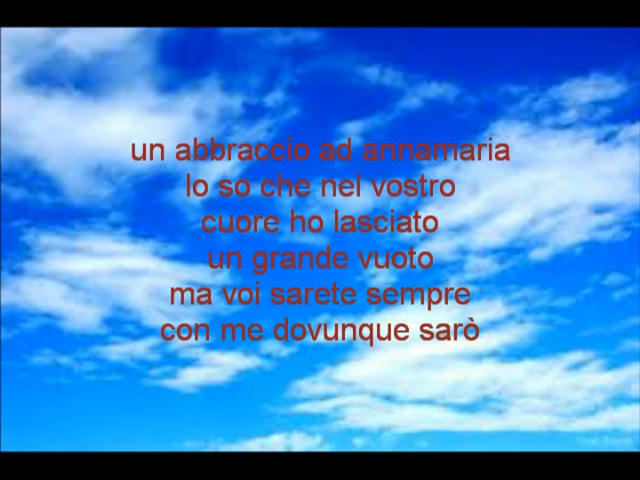 un abbraccio ad annamaria
lo so che nel vostro
cuore ho lasciato
un grande vuoto
ma voi sarete sempre
con me dovunque sarò